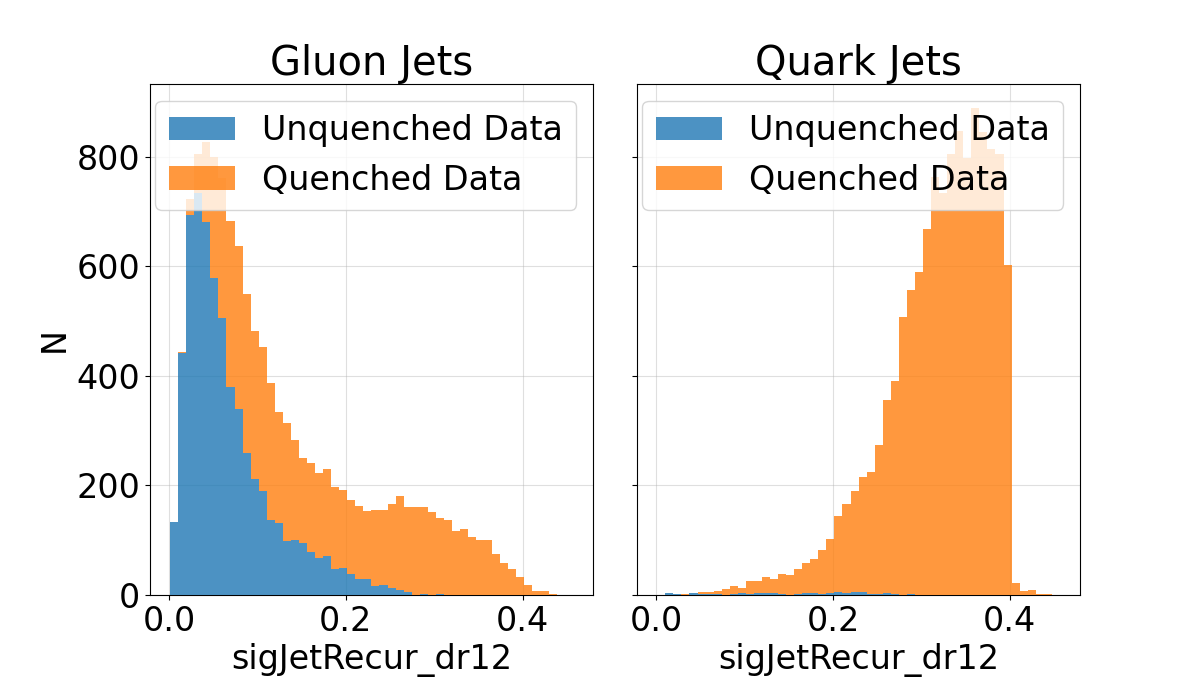 Gluon Jets
Unquenched Data
Quenched Data
800
600
400
200
0
N
0.0 0.2 0.4
sigJetRecur_dr12
Quark Jets
Unquenched Data
Quenched Data
0.0 0.2 0.4
sigJetRecur_dr12